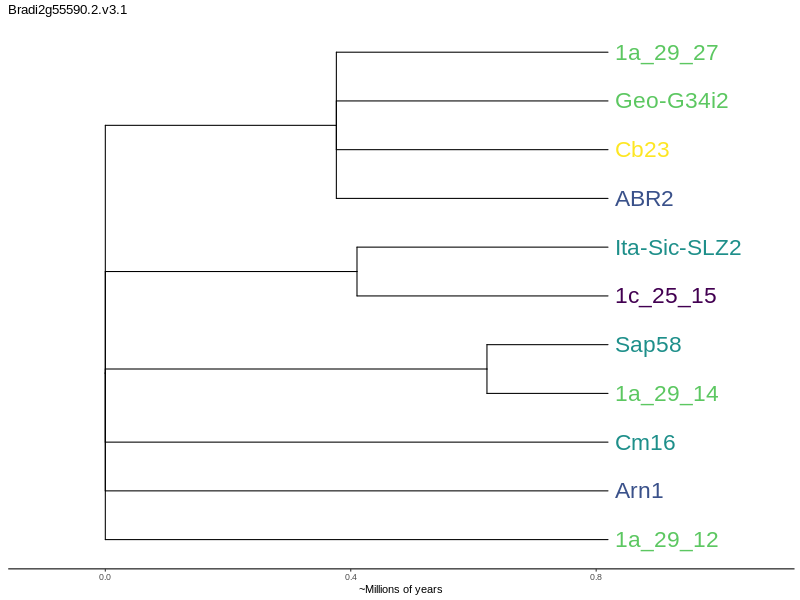 Bradi2g55590.2.v3.1
1a_29_27
Geo-G34i2
Cb23
ABR2
Ita-Sic-SLZ2
1c_25_15
Sap58
1a_29_14
Cm16
Arn1
1a_29_12
0.0 0.4 0.8
~Millions of years